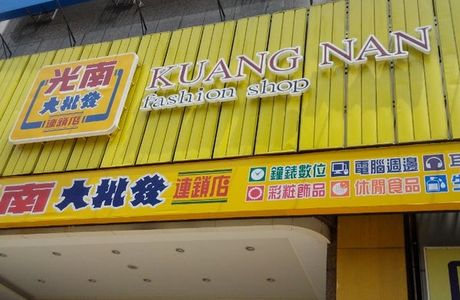 光南
大批發
連鎖店
KUANG NAN
fashion shop
光南 大批發 連鎖店
鐘錶數位 電腦週邊
彩粧飾品 休閒食品